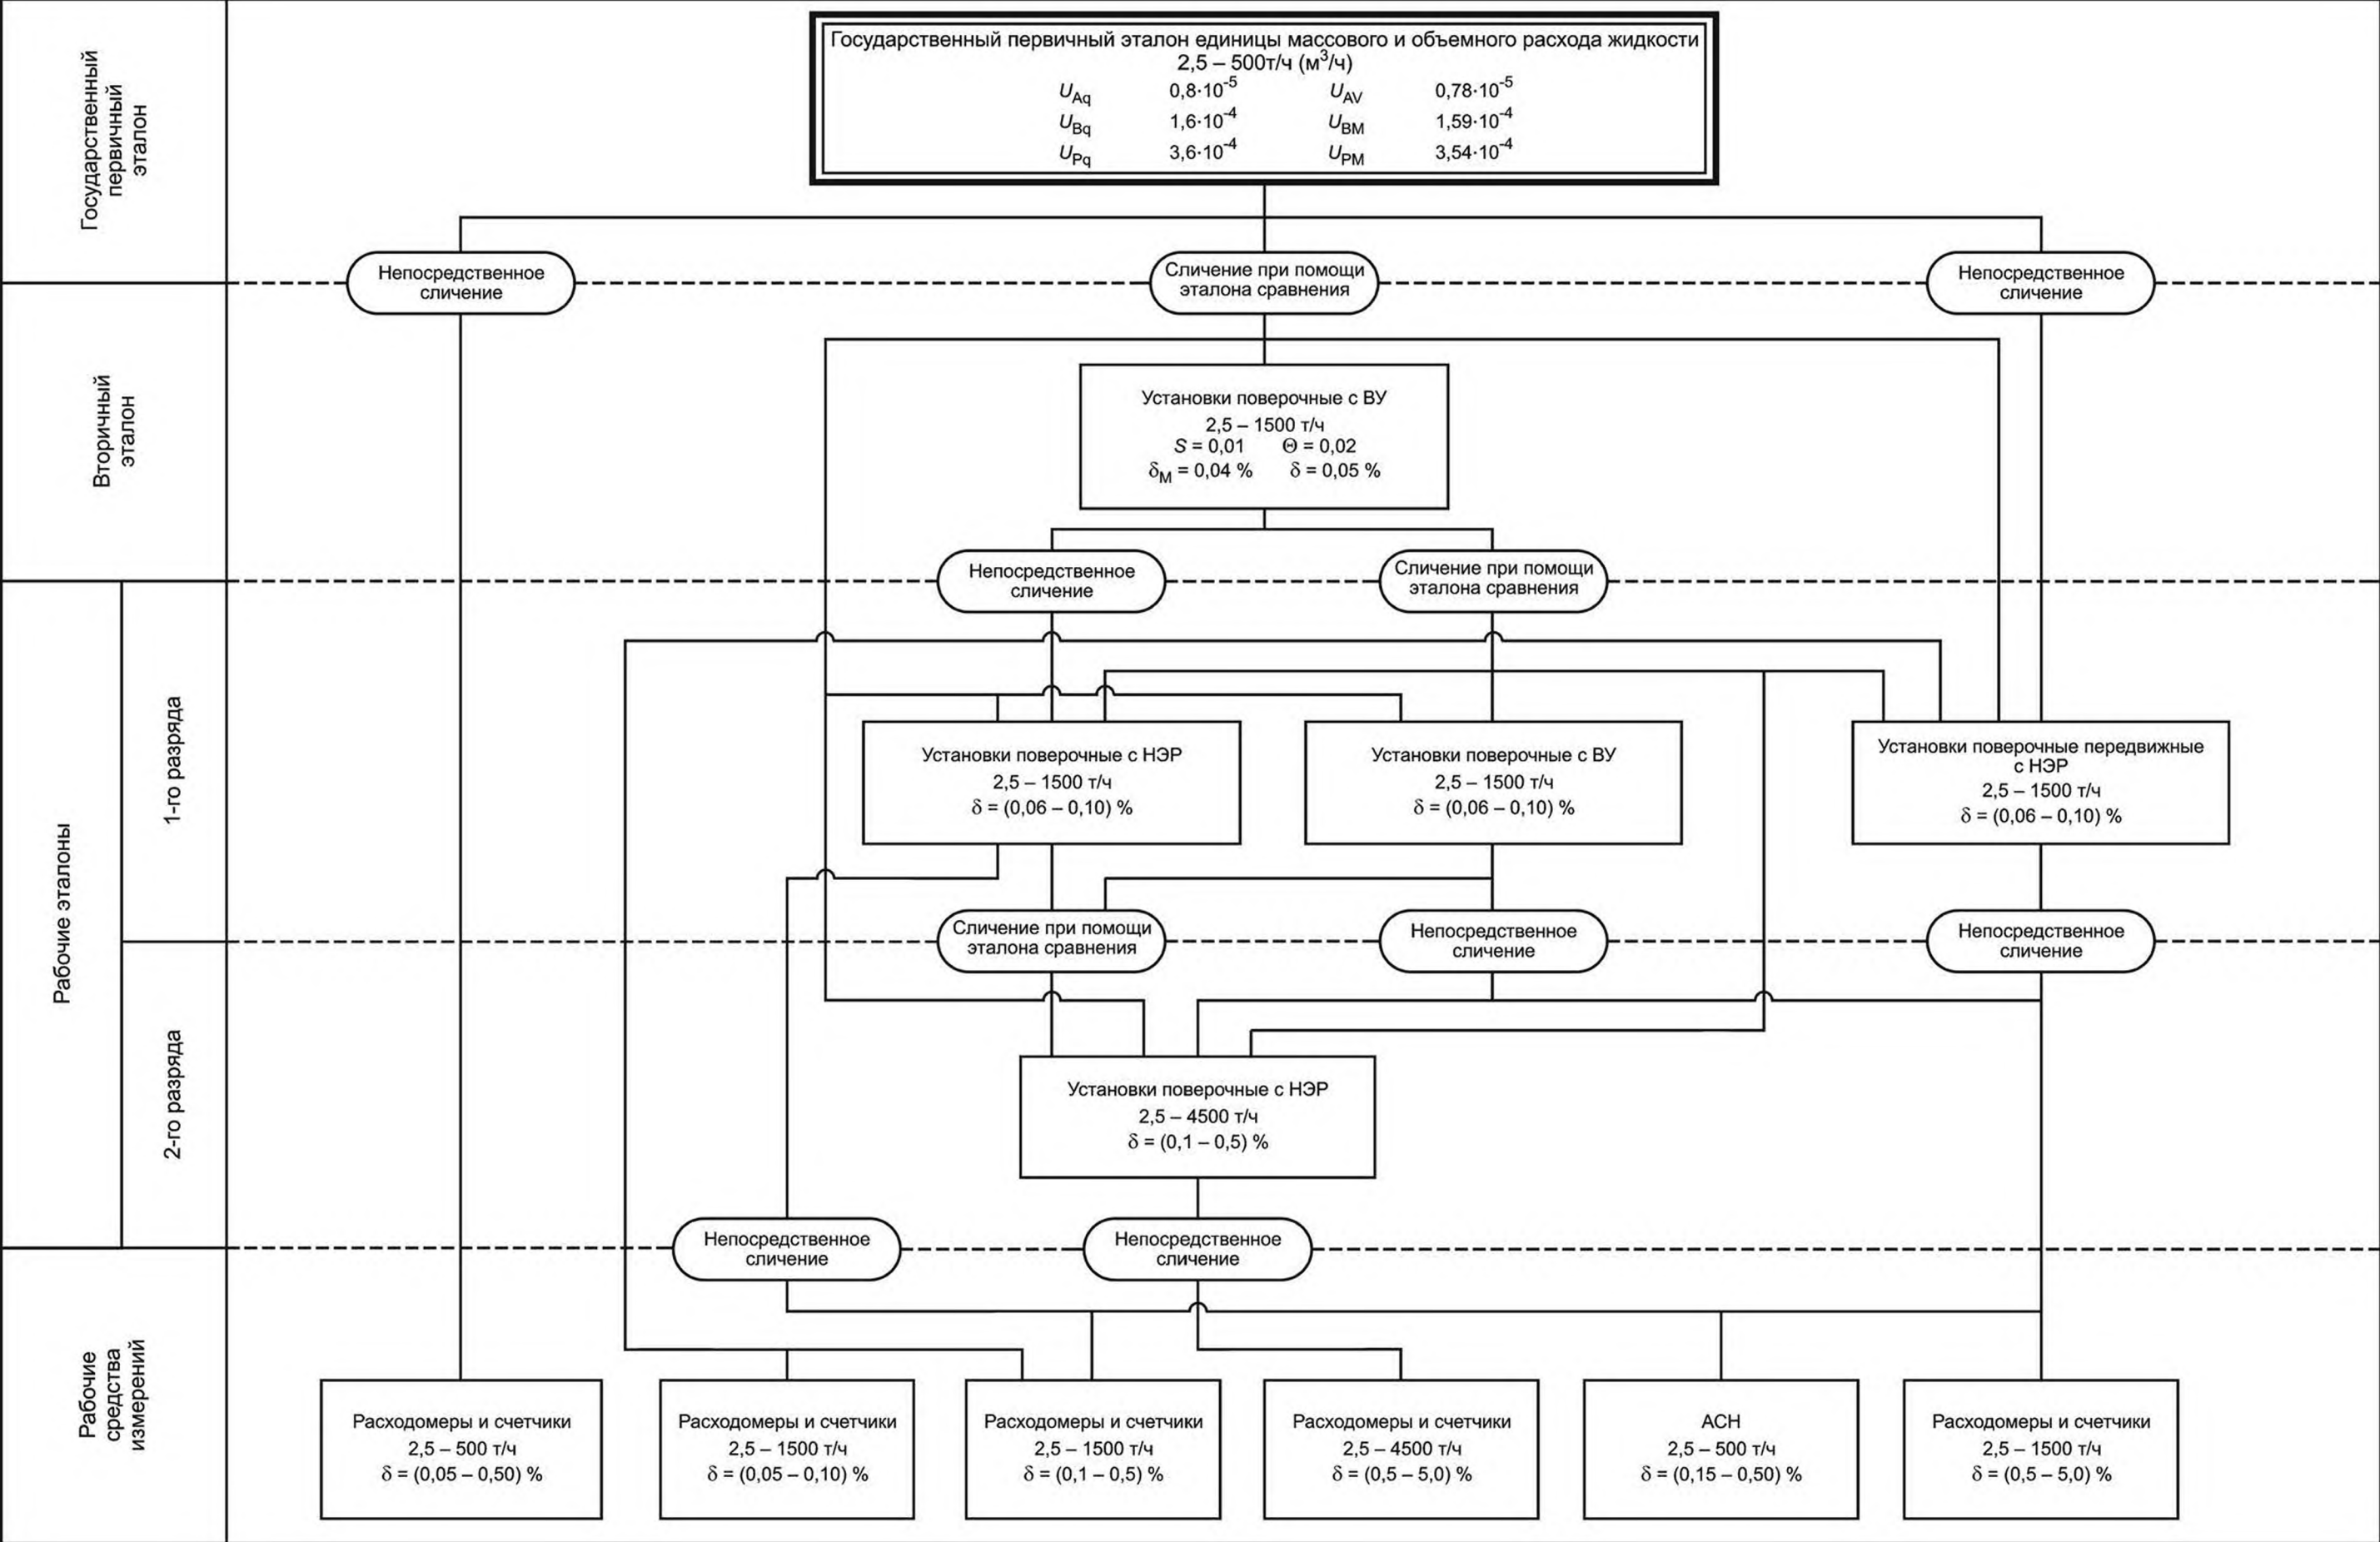 Государственный
первичный
эталон
Государственный первичный эталон единицы массового и объемного расхода жидкости
2,5 – 500т/ч (м³/ч)
U_Aq 0,8·10⁻⁵ U_AV 0,78·10⁻⁵
U_Bq 1,6·10⁻⁴ U_BM 1,59·10⁻⁴
U_Pq 3,6·10⁻⁴ U_PM 3,54·10⁻⁴
Непосредственное
сличение
Сличение при помощи
эталона сравнения
Непосредственное
сличение
Вторичный
эталон
Установки поверочные с ВУ
2,5 – 1500 т/ч
S = 0,01 Θ = 0,02
δ_М = 0,04 % δ = 0,05 %
Непосредственное
сличение
Сличение при помощи
эталона сравнения
Рабочие эталоны
1-го разряда
Установки поверочные с НЭР
2,5 – 1500 т/ч
δ = (0,06 – 0,10) %
Установки поверочные с ВУ
2,5 – 1500 т/ч
δ = (0,06 – 0,10) %
Установки поверочные передвижные
с НЭР
2,5 – 1500 т/ч
δ = (0,06 – 0,10) %
Сличение при помощи
эталона сравнения
Непосредственное
сличение
Непосредственное
сличение
2-го разряда
Установки поверочные с НЭР
2,5 – 4500 т/ч
δ = (0,1 – 0,5) %
Непосредственное
сличение
Непосредственное
сличение
Рабочие
средства
измерений
Расходомеры и счетчики
2,5 – 500 т/ч
δ = (0,05 – 0,50) %
Расходомеры и счетчики
2,5 – 1500 т/ч
δ = (0,05 – 0,10) %
Расходомеры и счетчики
2,5 – 1500 т/ч
δ = (0,1 – 0,5) %
Расходомеры и счетчики
2,5 – 4500 т/ч
δ = (0,5 – 5,0) %
АСН
2,5 – 500 т/ч
δ = (0,15 – 0,50) %
Расходомеры и счетчики
2,5 – 1500 т/ч
δ = (0,5 – 5,0) %